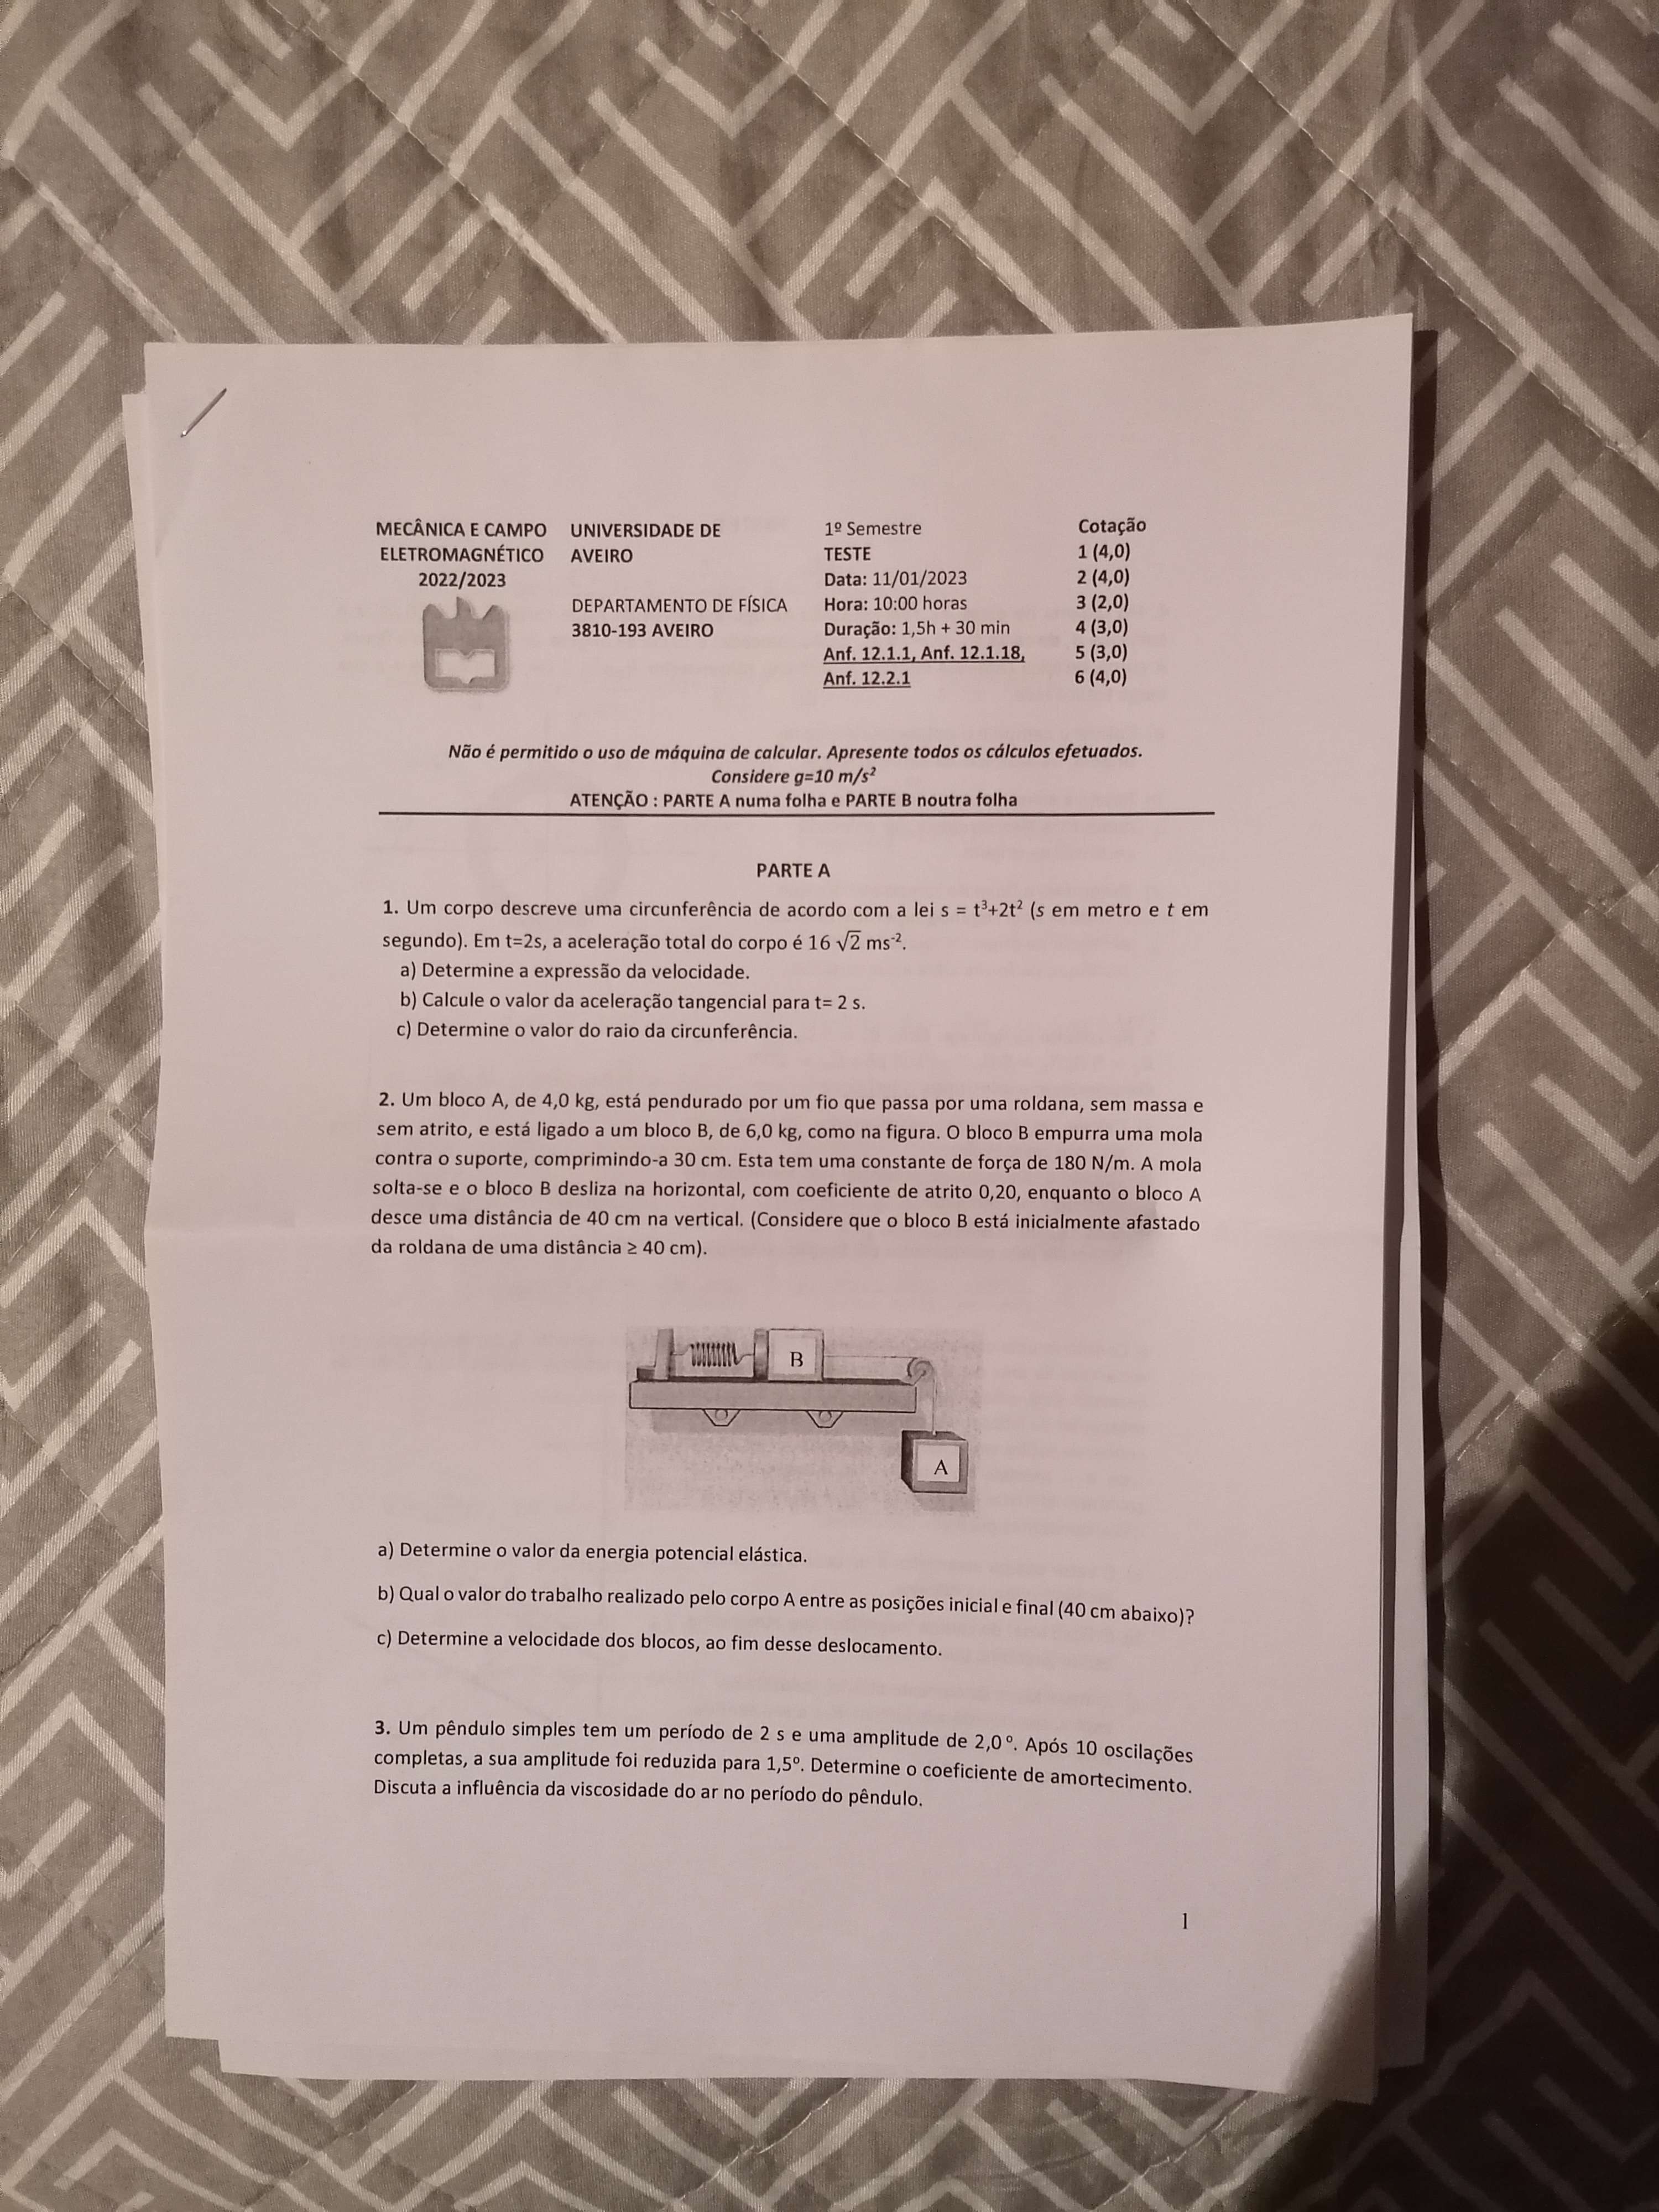 MECÂNICA E CAMPO
ELETROMAGNÉTICO
2022/2023
UNIVERSIDADE DE
AVEIRO
DEPARTAMENTO DE FÍSICA
3810-193 AVEIRO
1º Semestre
TESTE
Data: 11/01/2023
Hora: 10:00 horas
Duração: 1,5h + 30 min
Anf. 12.1.1, Anf. 12.1.18,
Anf. 12.2.1
Cotação
1 (4,0)
2 (4,0)
3 (2,0)
4 (3,0)
5 (3,0)
6 (4,0)
Não é permitido o uso de máquina de calcular. Apresente todos os cálculos efetuados.
Considere g=10 m/s²
ATENÇÃO : PARTE A numa folha e PARTE B noutra folha
PARTE A
1. Um corpo descreve uma circunferência de acordo com a lei s = t³+2t² (s em metro e t em
segundo). Em t=2s, a aceleração total do corpo é 16 √2 ms⁻².
a) Determine a expressão da velocidade.
b) Calcule o valor da aceleração tangencial para t= 2 s.
c) Determine o valor do raio da circunferência.
2. Um bloco A, de 4,0 kg, está pendurado por um fio que passa por uma roldana, sem massa e
sem atrito, e está ligado a um bloco B, de 6,0 kg, como na figura. O bloco B empurra uma mola
contra o suporte, comprimindo-a 30 cm. Esta tem uma constante de força de 180 N/m. A mola
solta-se e o bloco B desliza na horizontal, com coeficiente de atrito 0,20, enquanto o bloco A
desce uma distância de 40 cm na vertical. (Considere que o bloco B está inicialmente afastado
da roldana de uma distância ≥ 40 cm).
B
A
a) Determine o valor da energia potencial elástica.
b) Qual o valor do trabalho realizado pelo corpo A entre as posições inicial e final (40 cm abaixo)?
c) Determine a velocidade dos blocos, ao fim desse deslocamento.
3. Um pêndulo simples tem um período de 2 s e uma amplitude de 2,0 º. Após 10 oscilações
completas, a sua amplitude foi reduzida para 1,5º. Determine o coeficiente de amortecimento.
Discuta a influência da viscosidade do ar no período do pêndulo.
1